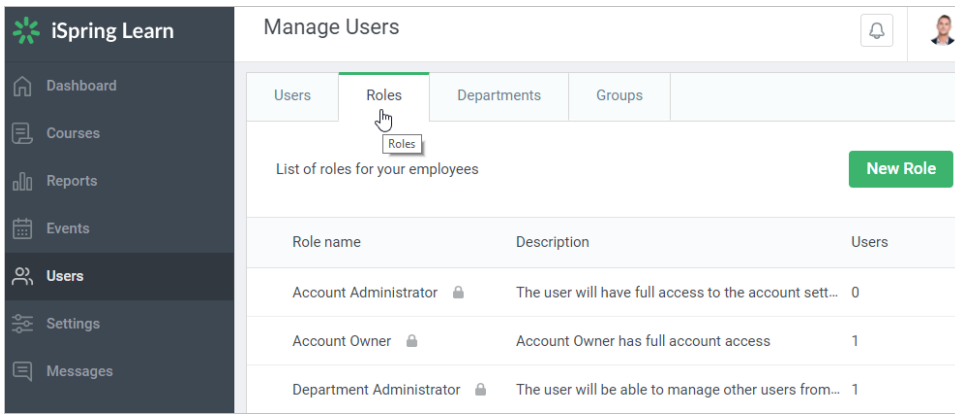 iSpring Learn
Manage Users
Dashboard
Courses
Reports
Events
Users
Settings
Messages
Users Roles Departments Groups
Roles
List of roles for your employees
New Role
Role name Description Users
Account Administrator The user will have full access to the account sett... 0
Account Owner Account Owner has full account access 1
Department Administrator The user will be able to manage other users from... 1